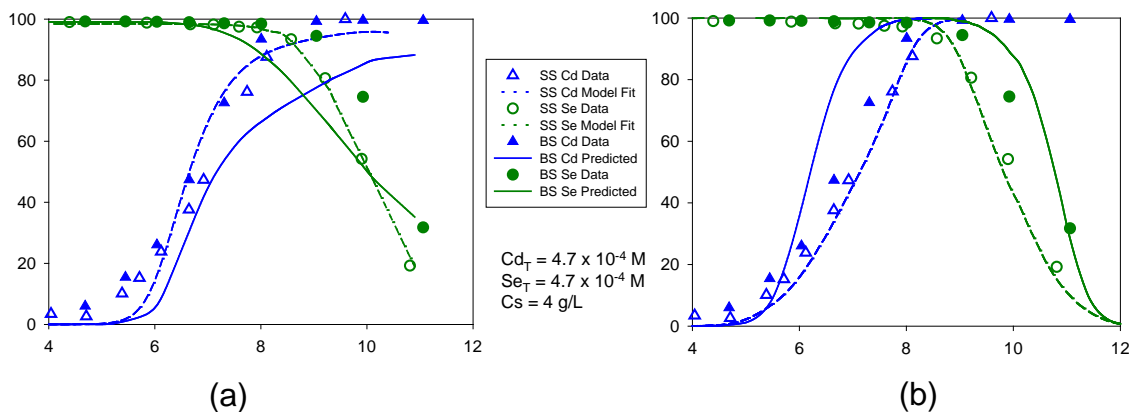 100
80
60
40
20
0
4 6 8 10 12
(a)
SS Cd Data
SS Cd Model Fit
SS Se Data
SS Se Model Fit
BS Cd Data
BS Cd Predicted
BS Se Data
BS Se Predicted
Cd_T = 4.7 x 10^-4 M
Se_T = 4.7 x 10^-4 M
Cs = 4 g/L
100
80
60
40
20
0
4 6 8 10 12
(b)